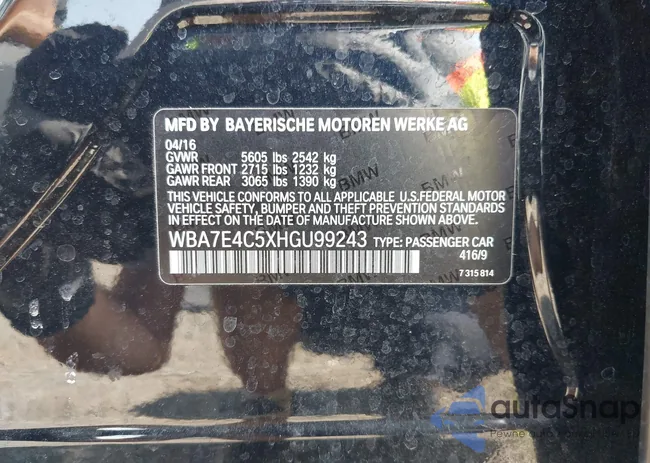 MFD BY BAYERISCHE MOTOREN WERKE AG
04/16
GVWR 5605 lbs 2542 kg
GAWR FRONT 2715 lbs 1232 kg
GAWR REAR 3065 lbs 1390 kg
THIS VEHICLE CONFORMS TO ALL APPLICABLE U.S.FEDERAL MOTOR
VEHICLE SAFETY, BUMPER AND THEFT PREVENTION STANDARDS
IN EFFECT ON THE DATE OF MANUFACTURE SHOWN ABOVE.
WBA7E4C5XHGU99243 TYPE: PASSENGER CAR
416/9
7 315 814
autoSnap